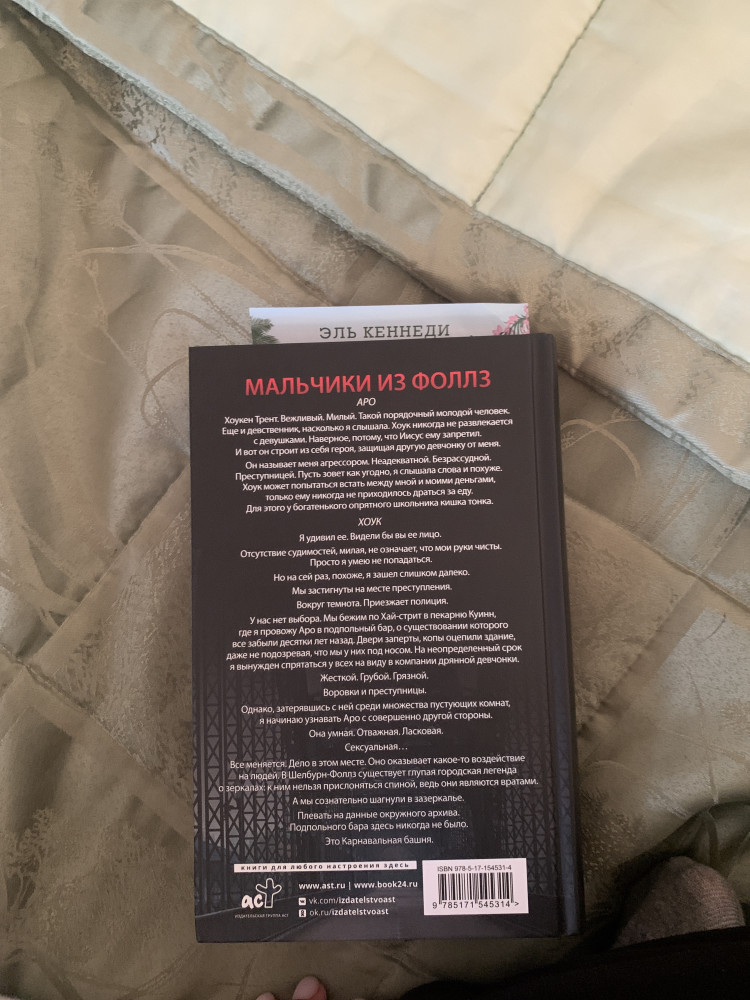 ЭЛЬ КЕННЕДИ
МАЛЬЧИКИ ИЗ ФОЛЛЗ
АРО
Хоукен Трент. Вежливый. Милый. Такой порядочный молодой человек.
Еще и девственник, насколько я слышала. Хоук никогда не развлекается
с девушками. Наверное, потому, что Иисус ему запретил.
И вот он строит из себя героя, защищая другую девчонку от меня.
Он называет меня агрессором. Неадекватной. Безрассудной.
Преступницей. Пусть зовет как угодно, я слышала слова и похуже.
Хоук может попытаться встать между мной и моими деньгами,
только ему никогда не приходилось драться за еду.
Для этого у богатенького опрятного школьника кишка тонка.
ХОУК
Я удивил ее. Видели бы вы ее лицо.
Отсутствие судимостей, милая, не означает, что мои руки чисты.
Просто я умею не попадаться.
Но на сей раз, похоже, я зашел слишком далеко.
Мы застигнуты на месте преступления.
Вокруг темнота. Приезжает полиция.
У нас нет выбора. Мы бежим по Хай-стрит в пекарню Куинн,
где я провожу Аро в подпольный бар, о существовании которого
все забыли десятки лет назад. Двери заперты, копы оцепили здание,
даже не подозревая, что мы у них под носом. На неопределенный срок
я вынужден спрятаться у всех на виду в компании дрянной девчонки.
Жесткой. Грубой. Грязной.
Воровки и преступницы.
Однако, затерявшись с ней среди множества пустующих комнат,
я начинаю узнавать Аро с совершенно другой стороны.
Она умная. Отважная. Ласковая.
Сексуальная…
Все меняется. Дело в этом месте. Оно оказывает какое-то воздействие
на людей. В Шелбурн-Фоллз существует глупая городская легенда
о зеркалах: к ним нельзя прислоняться спиной, ведь они являются вратами.
А мы сознательно шагнули в зазеркалье.
Плевать на данные окружного архива.
Подпольного бара здесь никогда не было.
Это Карнавальная башня.
книги для любого настроения здесь
аст
ИЗДАТЕЛЬСКАЯ ГРУППА АСТ
www.ast.ru | www.book24.ru
vk.com/izdatelstvoast
ok.ru/izdatelstvoast
ISBN 978-5-17-154531-4
9 785171 545314 >